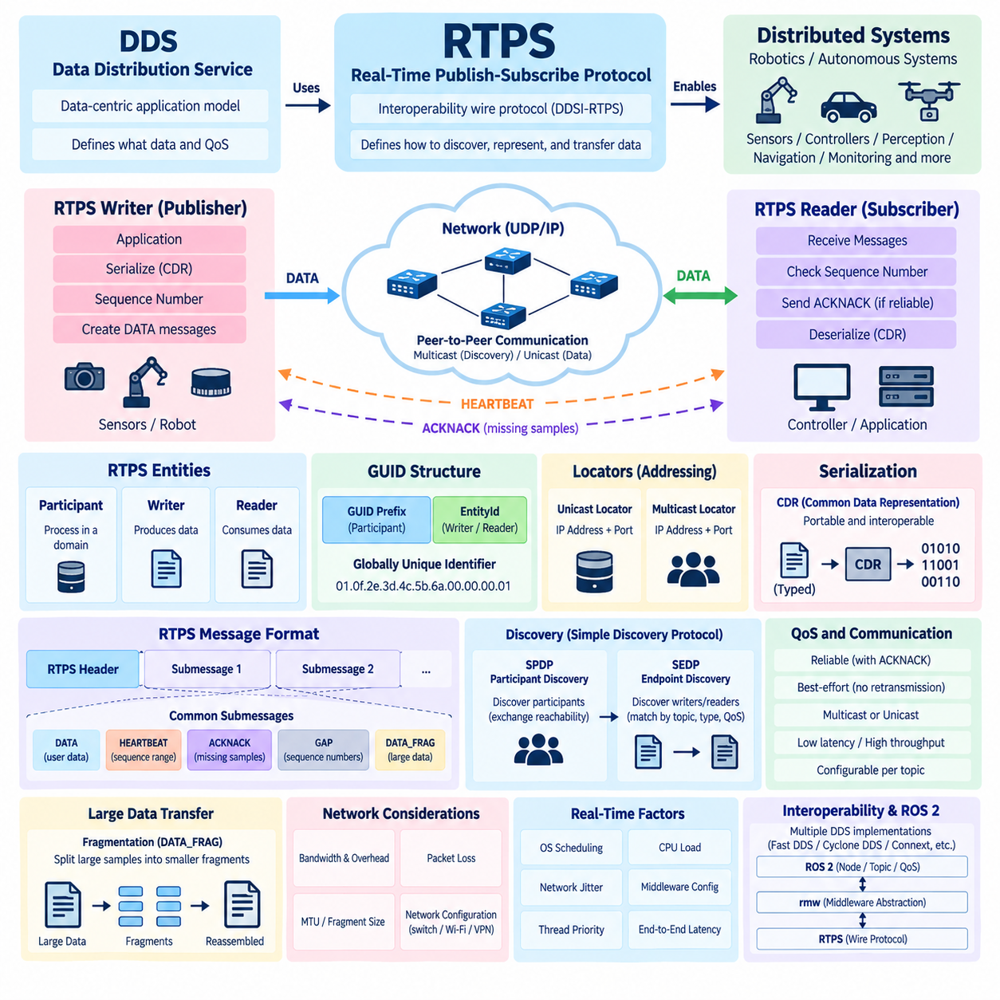 DDS
Data Distribution Service
Data-centric application model
Defines what data and QoS
Uses
RTPS
Real-Time Publish-Subscribe Protocol
Interoperability wire protocol (DDSI-RTPS)
Defines how to discover, represent, and transfer data
Enables
Distributed Systems
Robotics / Autonomous Systems
Sensors / Controllers / Perception /
Navigation / Monitoring and more
RTPS Writer (Publisher)
Application
Serialize (CDR)
Sequence Number
Create DATA messages
Sensors / Robot
DATA
Network (UDP/IP)
Peer-to-Peer Communication
Multicast (Discovery) / Unicast (Data)
DATA
HEARTBEAT
ACKNACK (missing samples)
RTPS Reader (Subscriber)
Receive Messages
Check Sequence Number
Send ACKNACK (if reliable)
Deserialize (CDR)
Controller / Application
RTPS Entities
Participant
Process in a
domain
Writer
Produces data
Reader
Consumes data
GUID Structure
GUID Prefix
(Participant)
EntityId
(Writer / Reader)
Globally Unique Identifier
01.0f.2e.3d.4c.5b.6a.00.00.00.01
Locators (Addressing)
Unicast Locator
IP Address + Port
Multicast Locator
IP Address + Port
Serialization
CDR (Common Data Representation)
Portable and interoperable
(Typed)
CDR
01010
11001
00110
RTPS Message Format
RTPS Header
Submessage 1
Submessage 2
...
Common Submessages
DATA
(user data)
HEARTBEAT
(sequence range)
ACKNACK
(missing samples)
GAP
(sequence numbers)
DATA_FRAG
(large data)
Discovery (Simple Discovery Protocol)
SPDP
Participant Discovery
Discover participants
(exchange reachability)
SEDP
Endpoint Discovery
Discover writers/readers
(match by topic, type, QoS)
QoS and Communication
Reliable (with ACKNACK)
Best-effort (no retransmission)
Multicast or Unicast
Low latency / High throughput
Configurable per topic
Large Data Transfer
Fragmentation (DATA_FRAG)
Split large samples into smaller fragments
Large Data
Fragments
Reassembled
Network Considerations
Bandwidth & Overhead
Packet Loss
MTU / Fragment Size
Network Configuration
(switch / Wi-Fi / VPN)
Real-Time Factors
OS Scheduling
CPU Load
Network Jitter
Middleware Config
Thread Priority
End-to-End Latency
Interoperability & ROS 2
Multiple DDS implementations
(Fast DDS / Cyclone DDS / Connext, etc.)
ROS 2 (Node / Topic / QoS)
rmw (Middleware Abstraction)
RTPS (Wire Protocol)